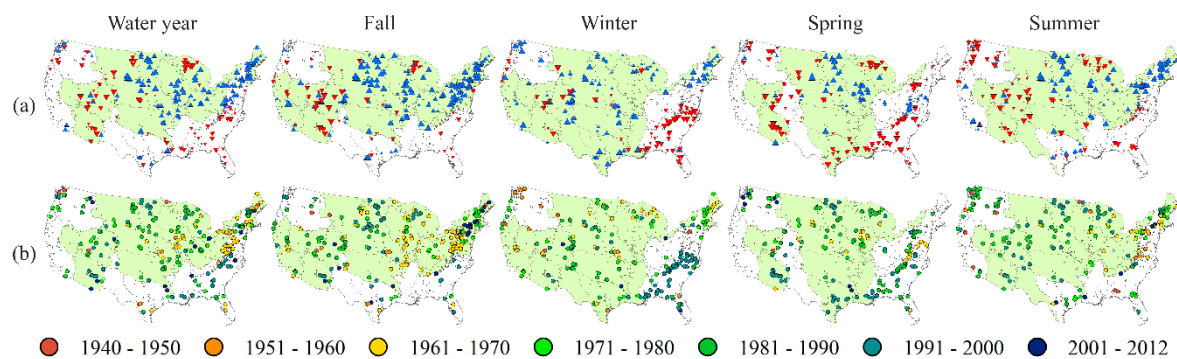 Water year Fall Winter Spring Summer
(a)
(b)
1940 - 1950 1951 - 1960 1961 - 1970 1971 - 1980 1981 - 1990 1991 - 2000 2001 - 2012